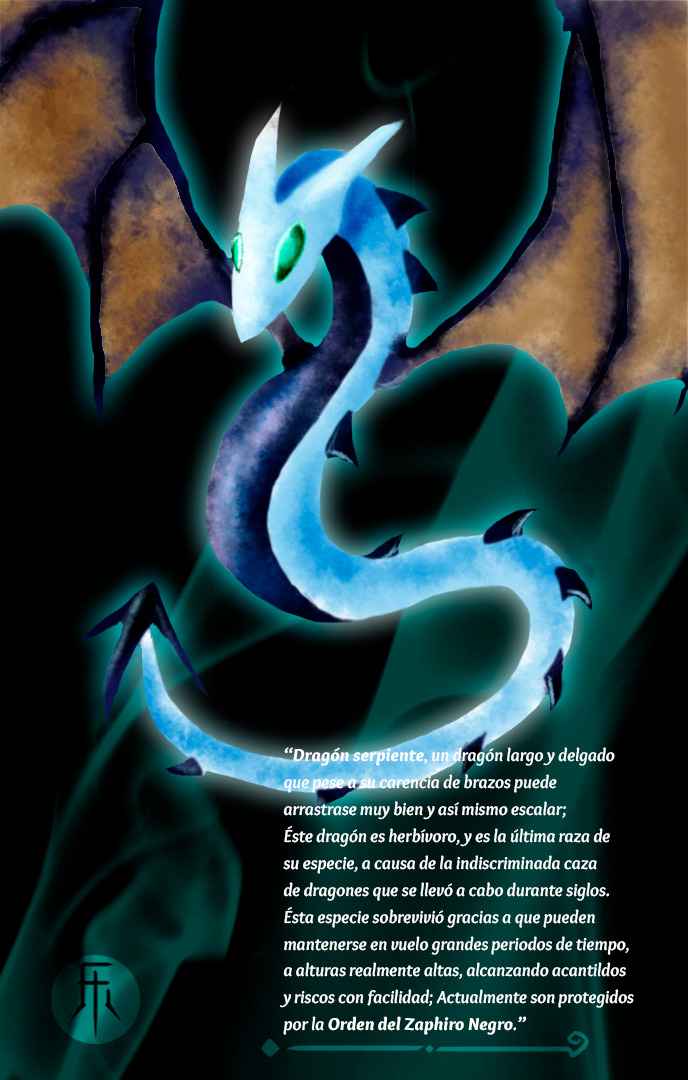 “Dragón serpiente, un dragón largo y delgado
que pese a su carencia de brazos puede
arrastrase muy bien y así mismo escalar;
Éste dragón es herbívoro, y es la última raza de
su especie, a causa de la indiscriminada caza
de dragones que se llevó a cabo durante siglos.
Ésta especie sobrevivió gracias a que pueden
mantenerse en vuelo grandes periodos de tiempo,
a alturas realmente altas, alcanzando acantildos
y riscos con facilidad; Actualmente son protegidos
por la Orden del Zaphiro Negro.”